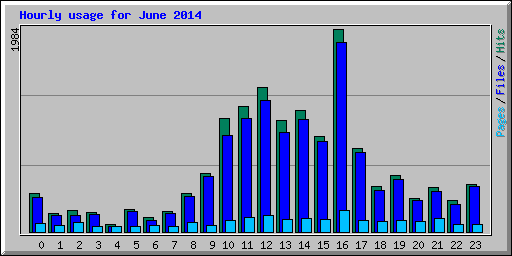 Hourly usage for June 2014
1984
Pages/Files/Hits
0 1 2 3 4 5 6 7 8 9 10 11 12 13 14 15 16 17 18 19 20 21 22 23